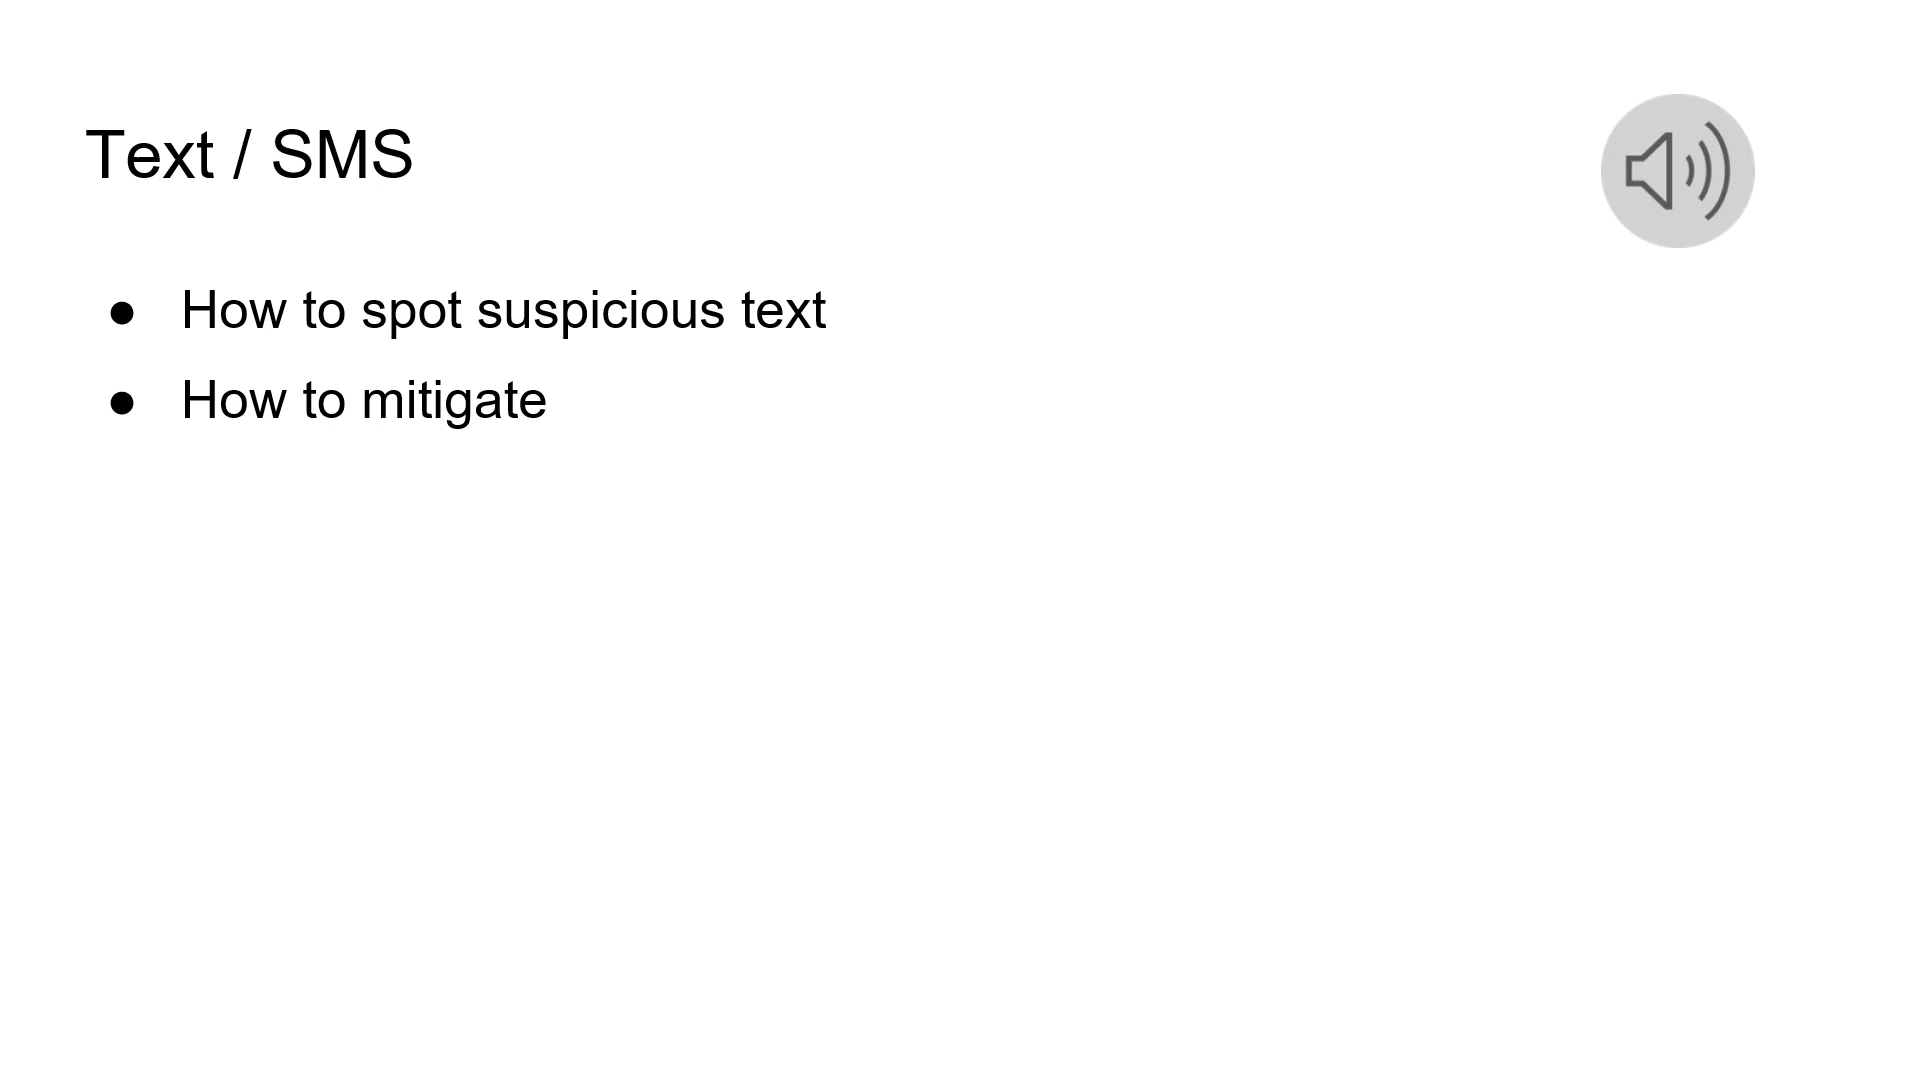 Text / SMS
● How to spot suspicious text
● How to mitigate